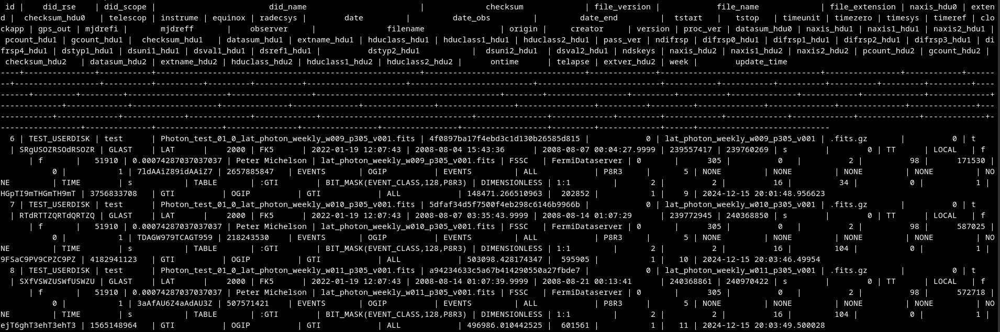 id |    did_rse    | did_scope |                        did_name                        |             checksum             | file_version |            file_name            | file_extension | naxis_hdu0 | exten
d |  checksum_hdu0   | telescop | instrume | equinox | radecsys |        date         |         date_obs         |         date_end         |  tstart   |   tstop   | timeunit | timezero | timesys | timeref | clo
ckapp | gps_out | mjdrefi |       mjdreff       |    observer     |               filename                | origin |     creator     | version | proc_ver | datasum_hdu0 | naxis_hdu1 | naxis1_hdu1 | naxis2_hdu1 |
pcount_hdu1 | gcount_hdu1 |  checksum_hdu1   | datasum_hdu1 | extname_hdu1 | hduclass_hdu1 | hduclass1_hdu1 | hduclass2_hdu1 | pass_ver | ndifrsp | difrsp0_hdu1 | difrsp1_hdu1 | difrsp2_hdu1 | difrsp3_hdu1 | di
frsp4_hdu1 | dstyp1_hdu1 | dsuni1_hdu1 | dsval1_hdu1 | dsref1_hdu1 |          dstyp2_hdu1           |  dsuni2_hdu1  | dsval2_hdu1 | ndskeys | naxis_hdu2 | naxis1_hdu2 | naxis2_hdu2 | pcount_hdu2 | gcount_hdu2 |
checksum_hdu2   | datasum_hdu2 | extname_hdu2 | hduclass_hdu2 | hduclass1_hdu2 | hduclass2_hdu2 |      ontime      | telapse | extver_hdu2 | week |        update_time
6 | TEST_USERDISK | test      | Photon_test_01_0_lat_photon_weekly_w009_p305_v001.fits | 4f0897ba17f4ebd3c1d130b26585d815 |            0 | lat_photon_weekly_w009_p305_v001 | .fits.gz       |          0 | t
| SRgUSOZRSOdRSOZR | GLAST    | LAT      |    2000 | FK5      | 2022-01-19 12:07:43 | 2008-08-04 15:43:36      | 2008-08-07 00:04:27.9999 | 239557417 | 239760269 | s        |        0 | TT      | LOCAL   | f
| f       |   51910 | 0.00074287037037037 | Peter Michelson | lat_photon_weekly_w009_p305_v001.fits | FSSC   | FermiDataserver | 0       |      305 |            0 |          2 |          98 |      171530 |
0 |           1 | 7ldAAiZ89idAAiZ7 | 2657885847   | EVENTS       | OGIP          | EVENTS         | ALL            | P8R3     |       5 | NONE         | NONE         | NONE         | NONE         | NO
NE         | TIME        | s           | TABLE       | :GTI        | BIT_MASK(EVENT_CLASS,128,P8R3) | DIMENSIONLESS | 1:1         |       2 |          2 |          16 |          34 |           0 |           1 |
HGpTI9mTHGmTH9mT | 3756833708   | GTI          | OGIP          | GTI            | ALL            | 148471.266510963 |  202852 |           1 |    9 | 2024-12-15 20:01:48.956623
7 | TEST_USERDISK | test      | Photon_test_01_0_lat_photon_weekly_w010_p305_v001.fits | 5dfaf34d5f7500f4eb298c6146b9966b |            0 | lat_photon_weekly_w010_p305_v001 | .fits.gz       |          0 | t
| RTdRTTZQRTdQRTZQ | GLAST    | LAT      |    2000 | FK5      | 2022-01-19 12:07:43 | 2008-08-07 03:35:43.9999 | 2008-08-14 01:07:29      | 239772945 | 240368850 | s        |        0 | TT      | LOCAL   | f
| f       |   51910 | 0.00074287037037037 | Peter Michelson | lat_photon_weekly_w010_p305_v001.fits | FSSC   | FermiDataserver | 0       |      305 |            0 |          2 |          98 |      587025 |
0 |           1 | TDAGW979TCAGT959 | 218243530    | EVENTS       | OGIP          | EVENTS         | ALL            | P8R3     |       5 | NONE         | NONE         | NONE         | NONE         | NO
NE         | TIME        | s           | TABLE       | :GTI        | BIT_MASK(EVENT_CLASS,128,P8R3) | DIMENSIONLESS | 1:1         |       2 |          2 |          16 |         104 |           0 |           1 |
9FSaC9PV9CPZC9PZ | 4182941123   | GTI          | OGIP          | GTI            | ALL            | 503098.428174347 |  595905 |           1 |   10 | 2024-12-15 20:03:46.49954
8 | TEST_USERDISK | test      | Photon_test_01_0_lat_photon_weekly_w011_p305_v001.fits | a94234633c5a67b414290550a27fbde7 |            0 | lat_photon_weekly_w011_p305_v001 | .fits.gz       |          0 | t
| SXfVSWZUSWfUSWZU | GLAST    | LAT      |    2000 | FK5      | 2022-01-19 12:07:43 | 2008-08-14 01:07:39.9999 | 2008-08-21 00:13:41      | 240368861 | 240970422 | s        |        0 | TT      | LOCAL   | f
| f       |   51910 | 0.00074287037037037 | Peter Michelson | lat_photon_weekly_w011_p305_v001.fits | FSSC   | FermiDataserver | 0       |      305 |            0 |          2 |          98 |      572718 |
0 |           1 | 3aAfAU6Z4aAdAU3Z | 507571421    | EVENTS       | OGIP          | EVENTS         | ALL            | P8R3     |       5 | NONE         | NONE         | NONE         | NONE         | NO
NE         | TIME        | s           | TABLE       | :GTI        | BIT_MASK(EVENT_CLASS,128,P8R3) | DIMENSIONLESS | 1:1         |       2 |          2 |          16 |         104 |           0 |           1 |
ejT6ghT3ehT3ehT3 | 1565148964   | GTI          | OGIP          | GTI            | ALL            | 496986.010442525 |  601561 |           1 |   11 | 2024-12-15 20:03:49.500028